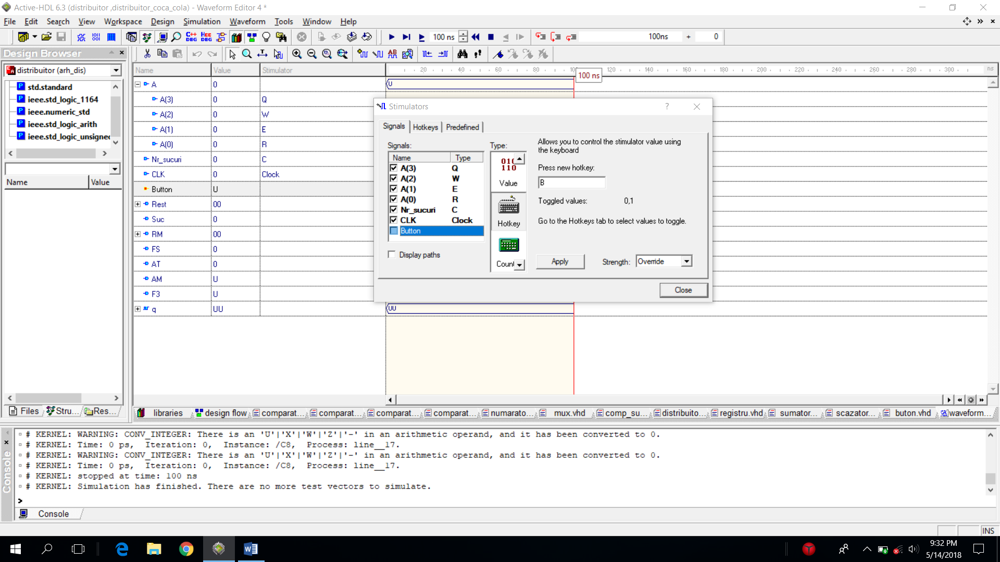 Active-HDL 6.3 (distribuitor ,distribuitor_coca_cola) - Waveform Editor 4 *
File Edit Search View Workspace Design Simulation Waveform Tools Window Help
100 ns 100ns + 0
Design Browser
distribuitor (arh_dis)
std.standard
ieee.std_logic_1164
ieee.numeric_std
ieee.std_logic_arith
ieee.std_logic_unsigned
Name Value
Files Stru... Res...
Name Value Stimulator
20 40 60 80 100 120 140 160 180 200 220 240 260 280 300 ns
100 ns
A 0 U
A(3) 0 Q
A(2) 0 W
A(1) 0 E
A(0) 0 R
Nr_sucuri 0 C
CLK 0 Clock
Button U
Rest 00
Suc 0
RM 00
FS 0
AT 0
AM U
F3 U
q UU UU
Stimulators ?
Signals Hotkeys Predefined
Signals:
Name Type
A(3) Q
A(2) W
A(1) E
A(0) R
Nr_sucuri C
CLK Clock
Button
Display paths
Type:
Value
Hotkey
Count
Allows you to control the stimulator value using
the keyboard
Press new hotkey:
B
Toggled values: 0,1
Go to the Hotkeys tab to select values to toggle.
Apply Strength: Override
Close
libraries design flow comparat... comparat... comparat... comparat... numarato... mux.vhd comp_su... distribuito... registru.vhd sumator... scazator... buton.vhd waveform...
# KERNEL: WARNING: CONV_INTEGER: There is an 'U'|'X'|'W'|'Z'|'-' in an arithmetic operand, and it has been converted to 0.
# KERNEL: Time: 0 ps, Iteration: 0, Instance: /C8, Process: line__17.
# KERNEL: WARNING: CONV_INTEGER: There is an 'U'|'X'|'W'|'Z'|'-' in an arithmetic operand, and it has been converted to 0.
# KERNEL: Time: 0 ps, Iteration: 0, Instance: /C8, Process: line__17.
# KERNEL: stopped at time: 100 ns
# KERNEL: Simulation has finished. There are no more test vectors to simulate.
>
Console
Console
INS
9:32 PM
5/14/2018